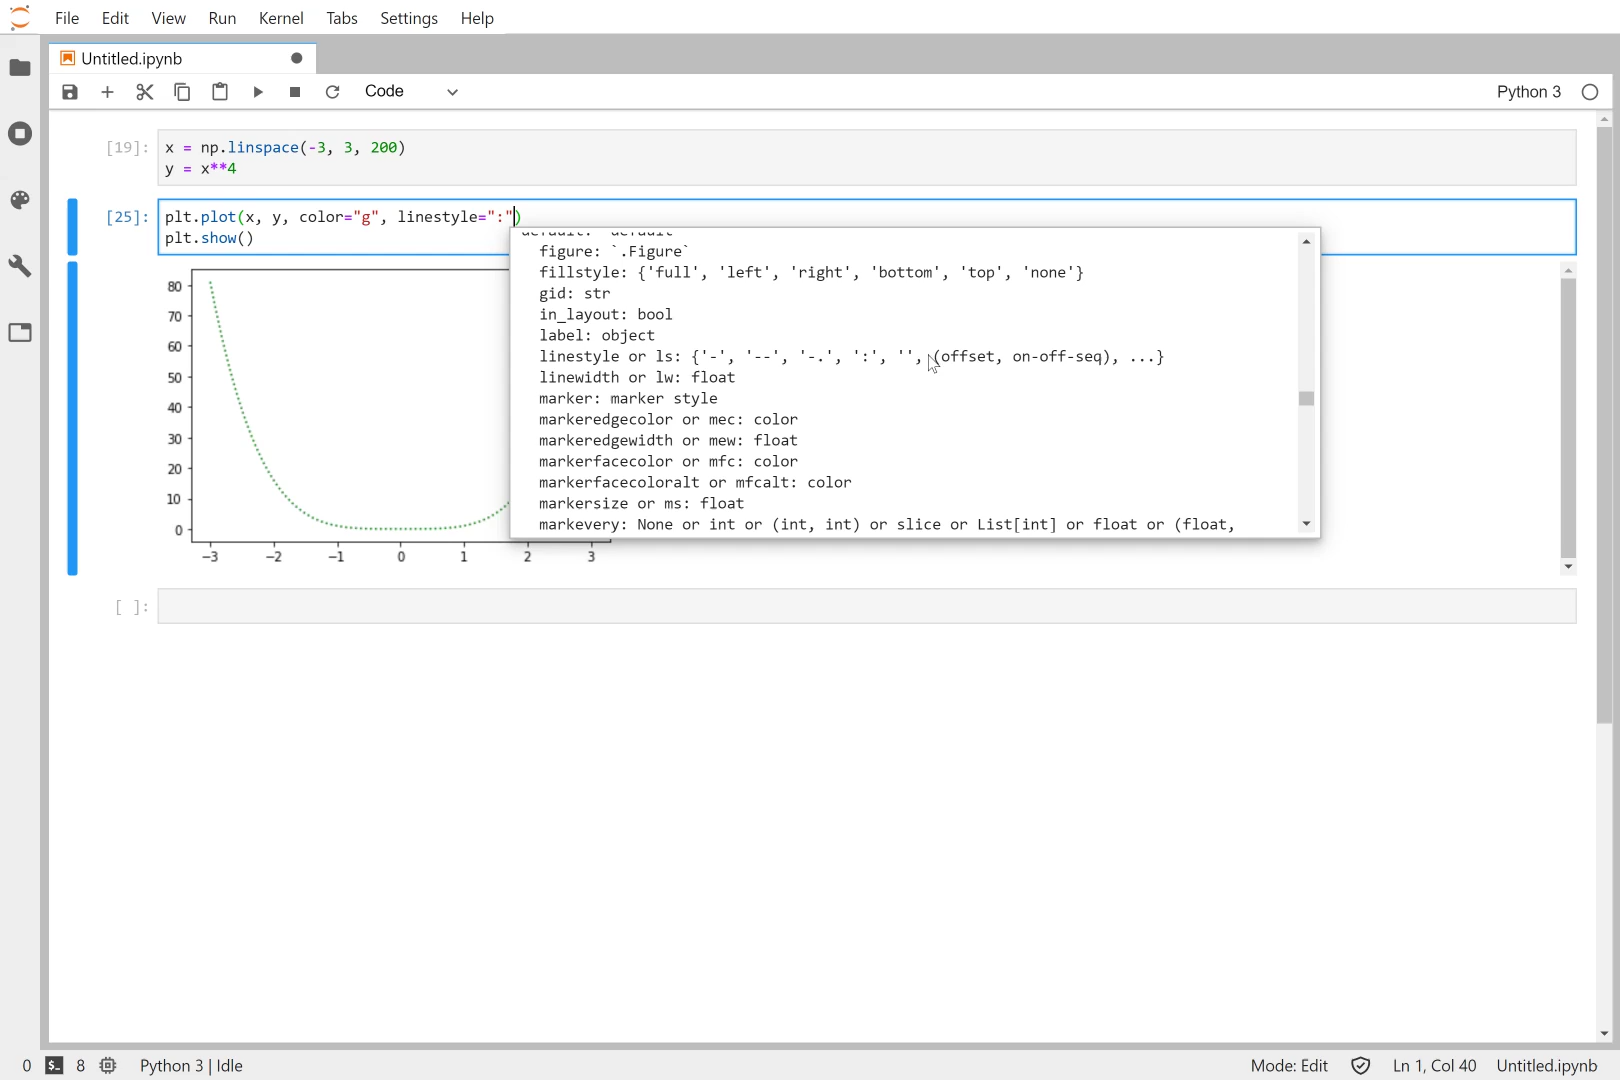 File Edit View Run Kernel Tabs Settings Help
Untitled.ipynb
Code
Python 3
[19]: x = np.linspace(-3, 3, 200)
y = x**4
[25]: plt.plot(x, y, color="g", linestyle=":")
plt.show()
default: default
figure: `.Figure`
fillstyle: {'full', 'left', 'right', 'bottom', 'top', 'none'}
gid: str
in_layout: bool
label: object
linestyle or ls: {'-', '--', '-.', ':', '', (offset, on-off-seq), ...}
linewidth or lw: float
marker: marker style
markeredgecolor or mec: color
markeredgewidth or mew: float
markerfacecolor or mfc: color
markerfacecoloralt or mfcalt: color
markersize or ms: float
markevery: None or int or (int, int) or slice or List[int] or float or (float,
80
70
60
50
40
30
20
10
0
−3 −2 −1 0 1 2 3
[ ]:
0 $_ 8 Python 3 | Idle Mode: Edit Ln 1, Col 40 Untitled.ipynb